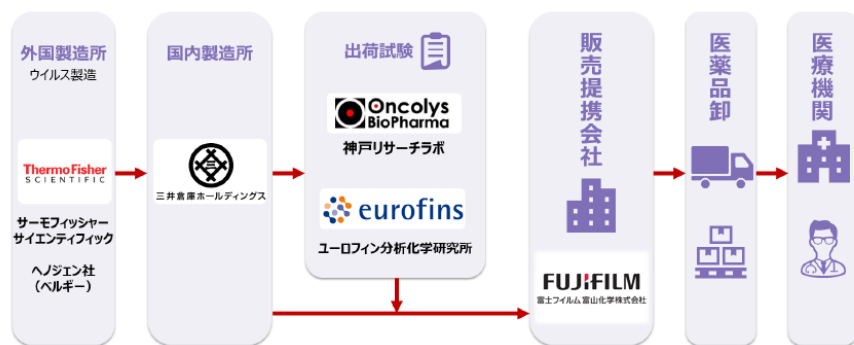 外国製造所
ウイルス製造
ThermoFisher
SCIENTIFIC
サーモフィッシャー
サイエンティフィック
ヘノジェン社
（ベルギー）
国内製造所
三井倉庫ホールディングス
出荷試験
Oncolys
BioPharma
神戸リサーチラボ
eurofins
ユーロフィン分析化学研究所
販売提携会社
FUJIFILM
富士フイルム富山化学株式会社
医薬品卸
医療機関